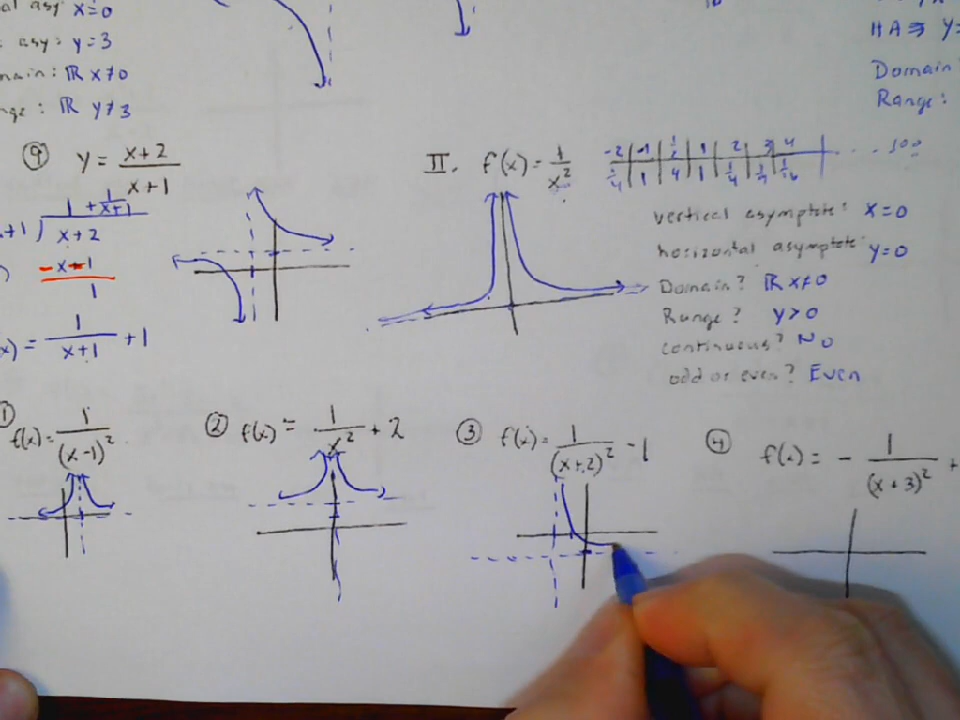 al asy x=0
asy: y=3
main: ℝ x≠0
nge: ℝ y≠3
HA ⇒ y=
Domain
Range:
⑨ y = (x+2)/(x+1)
1 + 1/(x+1)
x+1 ) x+2
-x-1
1
(x) = 1/(x+1) + 1
II. f(x) = 1/x²
-2 | -1 | 1/2 | 1 | 2 | 3 | 4 | ... 100
1/4 | 1 | 4 | 1 | 1/4 | 1/9 | 1/16
vertical asymptote: x=0
horizontal asymptote: y=0
Domain? ℝ x≠0
Range? y>0
continuous? No
odd or even? Even
① f(x) = 1/(x-1)²
② f(x) = 1/x² + 2
③ f(x) = 1/(x+2)² - 1
④ f(x) = - 1/(x+3)² +